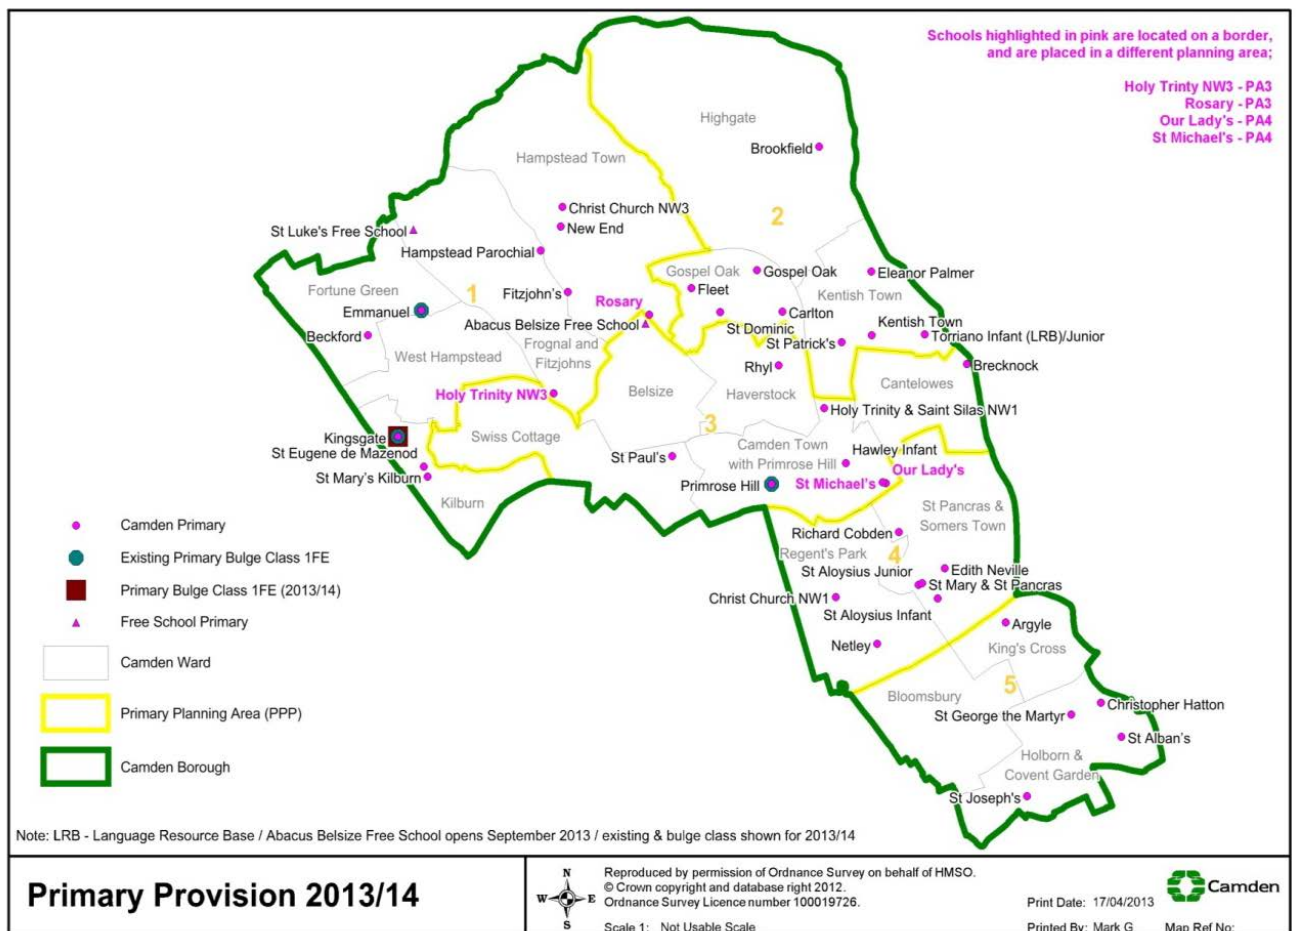 Schools highlighted in pink are located on a border,
and are placed in a different planning area;
Holy Trinty NW3 - PA3
Rosary - PA3
Our Lady's - PA4
St Michael's - PA4
Highgate
Brookfield
Hampstead Town
2
Christ Church NW3
New End
St Luke's Free School
Hampstead Parochial
Gospel Oak
Gospel Oak
Eleanor Palmer
Fortune Green
1
Fitzjohn's
Fleet
Kentish Town
Rosary
Emmanuel
Carlton
Abacus Belsize Free School
St Dominic
Kentish Town
Beckford
Frognal and
Fitzjohns
St Patrick's
Torriano Infant (LRB)/Junior
West Hampstead
Rhyl
Brecknock
Belsize
Haverstock
Cantelowes
Holy Trinity NW3
Holy Trinity & Saint Silas NW1
3
Kingsgate
Swiss Cottage
Camden Town
with Primrose Hill
Hawley Infant
St Eugene de Mazenod
St Paul's
Our Lady's
St Mary's Kilburn
Primrose Hill
St Michael's
Kilburn
St Pancras &
Somers Town
Richard Cobden
Regent's Park
4
St Aloysius Junior
Edith Neville
St Mary & St Pancras
Christ Church NW1
St Aloysius Infant
Argyle
Netley
King's Cross
5
Bloomsbury
Christopher Hatton
St George the Martyr
St Alban's
Holborn &
Covent Garden
St Joseph's
Camden Primary
Existing Primary Bulge Class 1FE
Primary Bulge Class 1FE (2013/14)
Free School Primary
Camden Ward
Primary Planning Area (PPP)
Camden Borough
Note: LRB - Language Resource Base / Abacus Belsize Free School opens September 2013 / existing & bulge class shown for 2013/14
Primary Provision 2013/14
N
W E
S
Reproduced by permission of Ordnance Survey on behalf of HMSO.
© Crown copyright and database right 2012.
Ordnance Survey Licence number 100019726.
Scale 1: Not Usable Scale
Camden
Print Date: 17/04/2013
Printed By: Mark G Map Ref No: